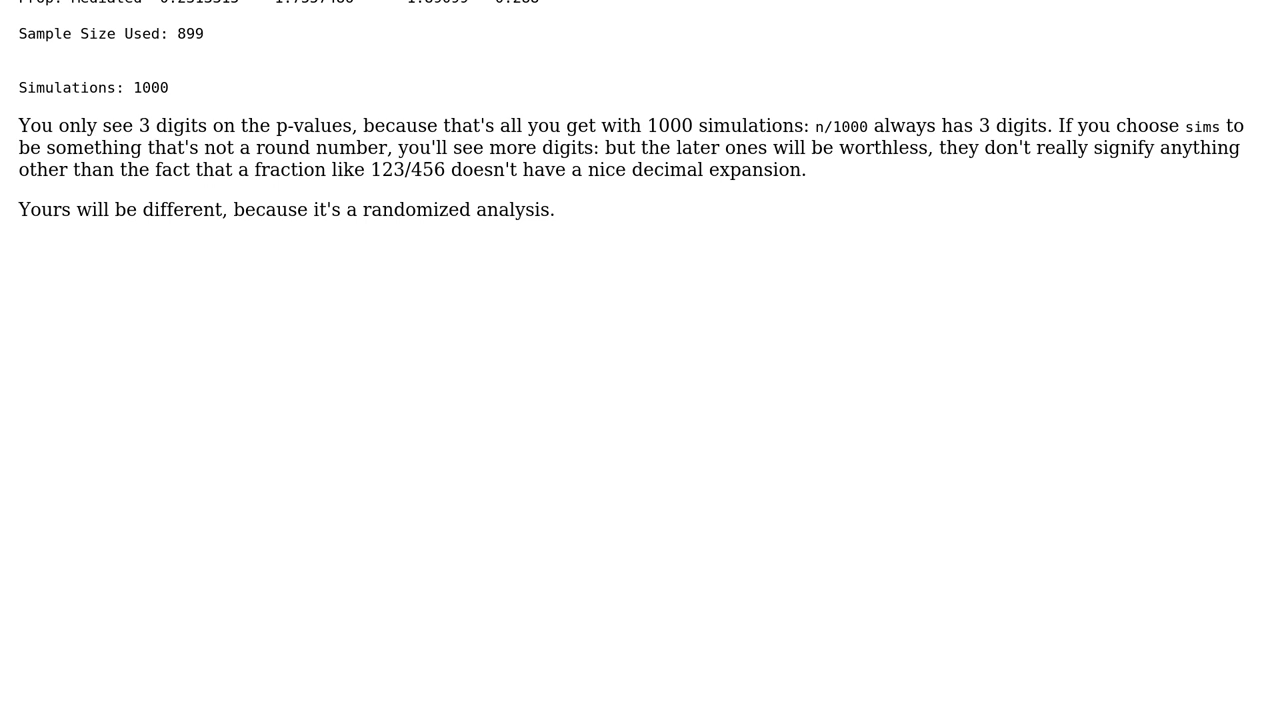 Sample Size Used: 899
Simulations: 1000
You only see 3 digits on the p-values, because that's all you get with 1000 simulations: n/1000 always has 3 digits. If you choose sims to
be something that's not a round number, you'll see more digits: but the later ones will be worthless, they don't really signify anything
other than the fact that a fraction like 123/456 doesn't have a nice decimal expansion.
Yours will be different, because it's a randomized analysis.